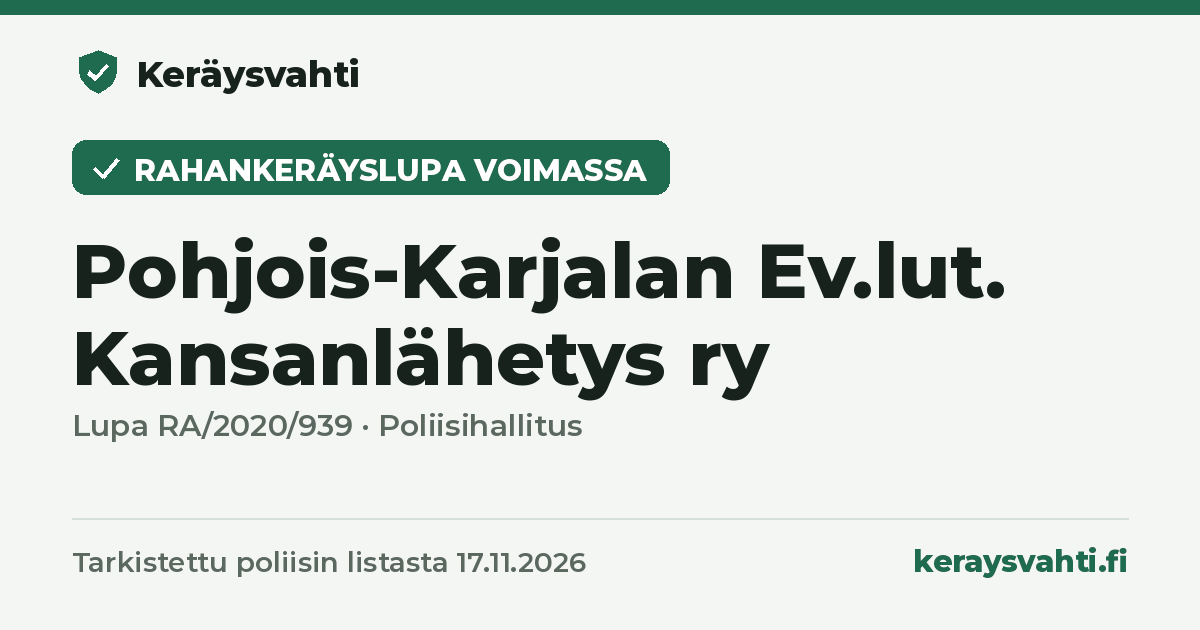 Keräysvahti
RAHANKERÄYSLUPA VOIMASSA
Pohjois-Karjalan Ev.lut.
Kansanlähetys ry
Lupa RA/2020/939 · Poliisihallitus
Tarkistettu poliisin listasta 17.11.2026
keraysvahti.fi